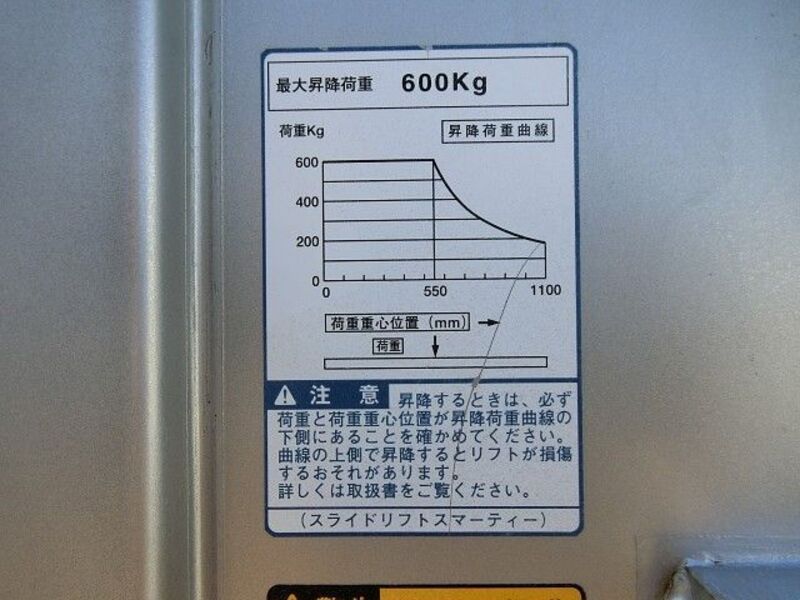 最大昇降荷重 600Kg
荷重Kg
昇降荷重曲線
600
400
200
0
0 550 1100
荷重重心位置(mm)
荷重
注意 昇降するときは、必ず
荷重と荷重重心位置が昇降荷重曲線の
下側にあることを確かめてください。
曲線の上側で昇降するとリフトが損傷
するおそれがあります。
詳しくは取扱書をご覧ください。
(スライドリフトスマーティー)